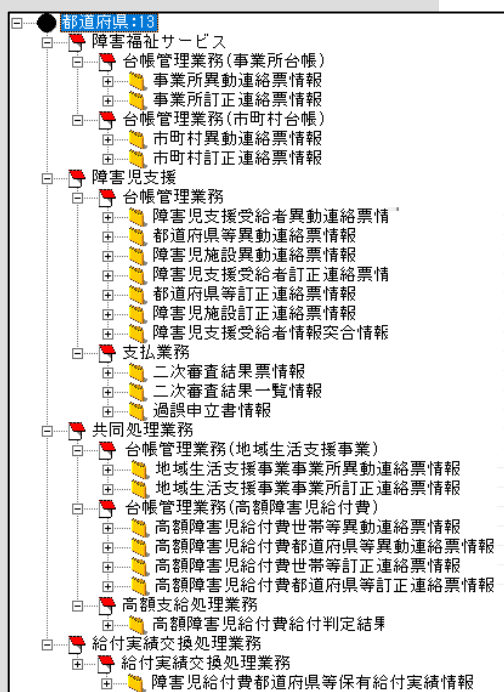 都道府県:13
障害福祉サービス
台帳管理業務(事業所台帳)
事業所異動連絡票情報
事業所訂正連絡票情報
台帳管理業務(市町村台帳)
市町村異動連絡票情報
市町村訂正連絡票情報
障害児支援
台帳管理業務
障害児支援受給者異動連絡票情
都道府県等異動連絡票情報
障害児施設異動連絡票情報
障害児支援受給者訂正連絡票情
都道府県等訂正連絡票情報
障害児施設訂正連絡票情報
障害児支援受給者情報突合情報
支払業務
二次審査結果票情報
二次審査結果一覧情報
過誤申立書情報
共同処理業務
台帳管理業務(地域生活支援事業)
地域生活支援事業事業所異動連絡票情報
地域生活支援事業事業所訂正連絡票情報
台帳管理業務(高額障害児給付費)
高額障害児給付費世帯等異動連絡票情報
高額障害児給付費都道府県等異動連絡票情報
高額障害児給付費世帯等訂正連絡票情報
高額障害児給付費都道府県等訂正連絡票情報
高額支給処理業務
高額障害児給付費給付判定結果
給付実績交換処理業務
給付実績交換処理業務
障害児給付費都道府県等保有給付実績情報